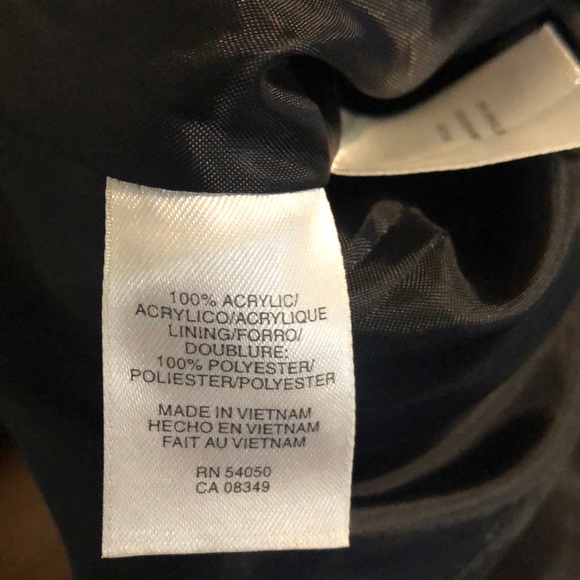 100% ACRYLIC/
ACRYLICO/ACRYLIQUE
LINING/FORRO/
DOUBLURE:
100% POLYESTER/
POLIESTER/POLYESTER
MADE IN VIETNAM
HECHO EN VIETNAM
FAIT AU VIETNAM
RN 54050
CA 08349